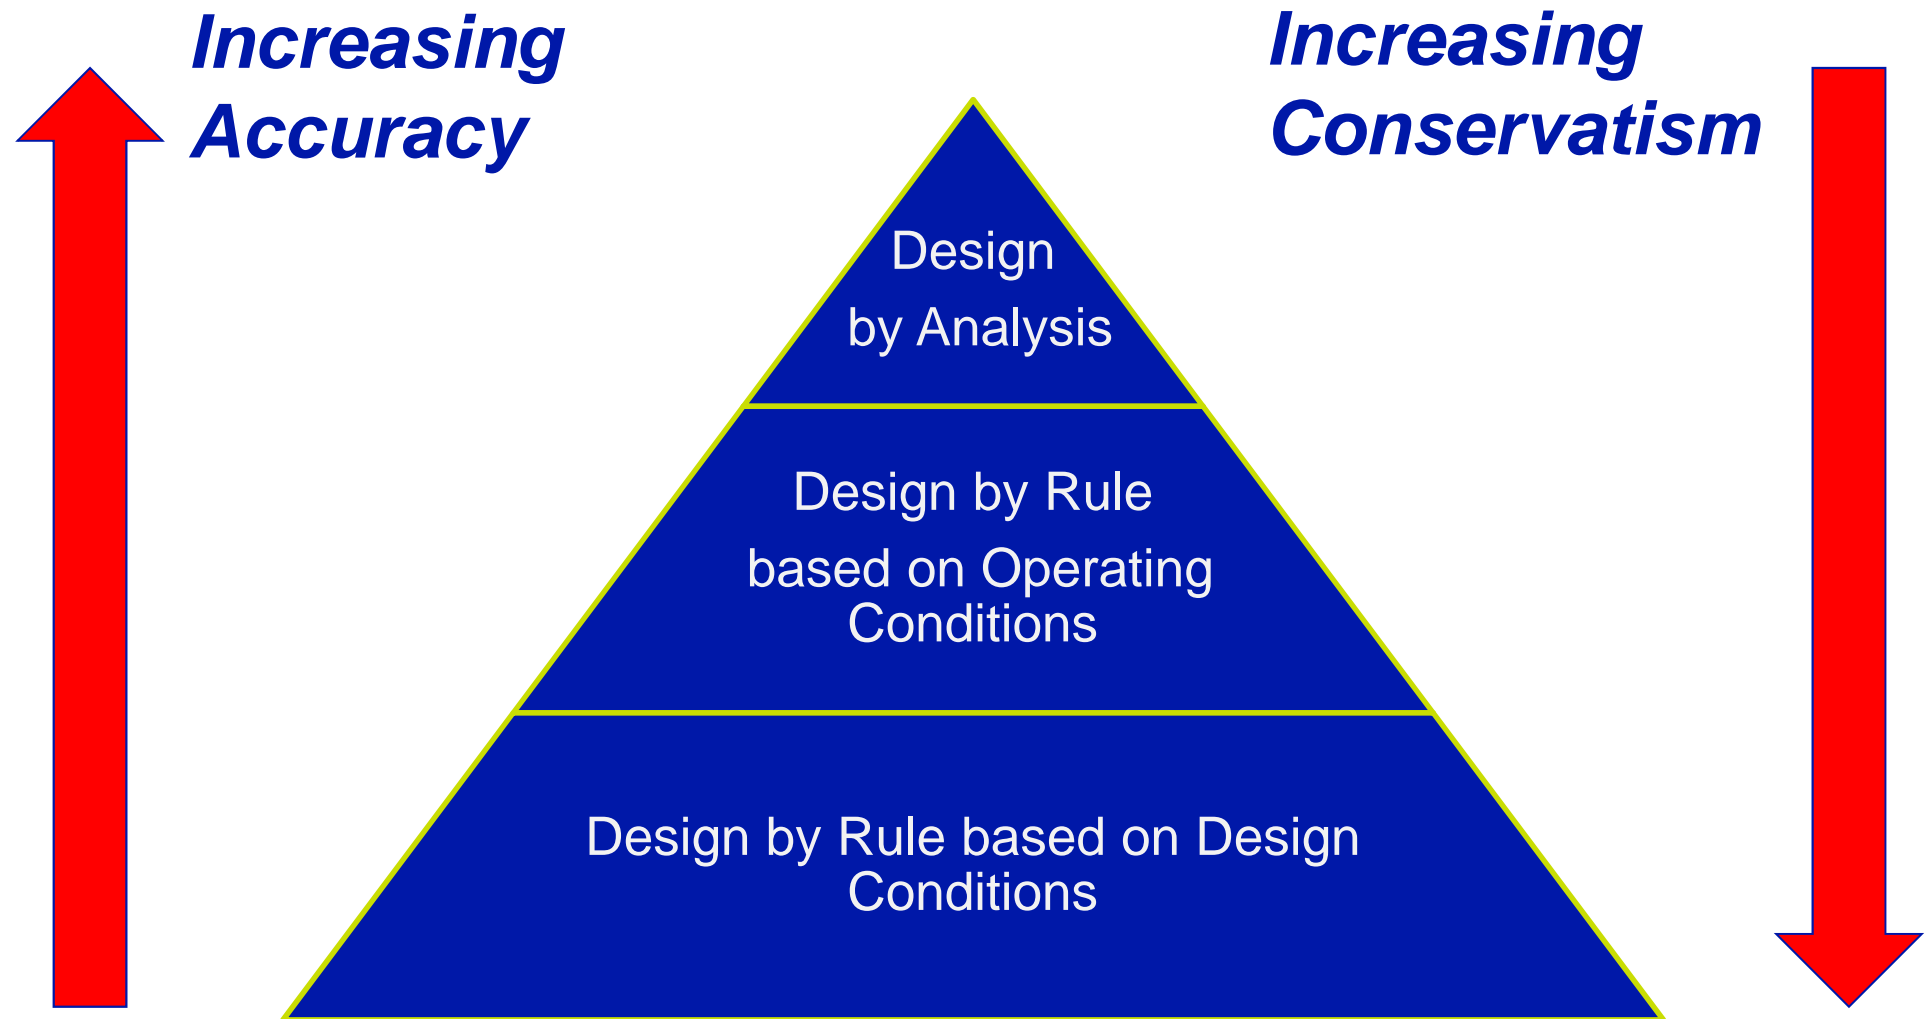 Increasing
Accuracy
Increasing
Conservatism
Design
by Analysis
Design by Rule
based on Operating
Conditions
Design by Rule based on Design
Conditions